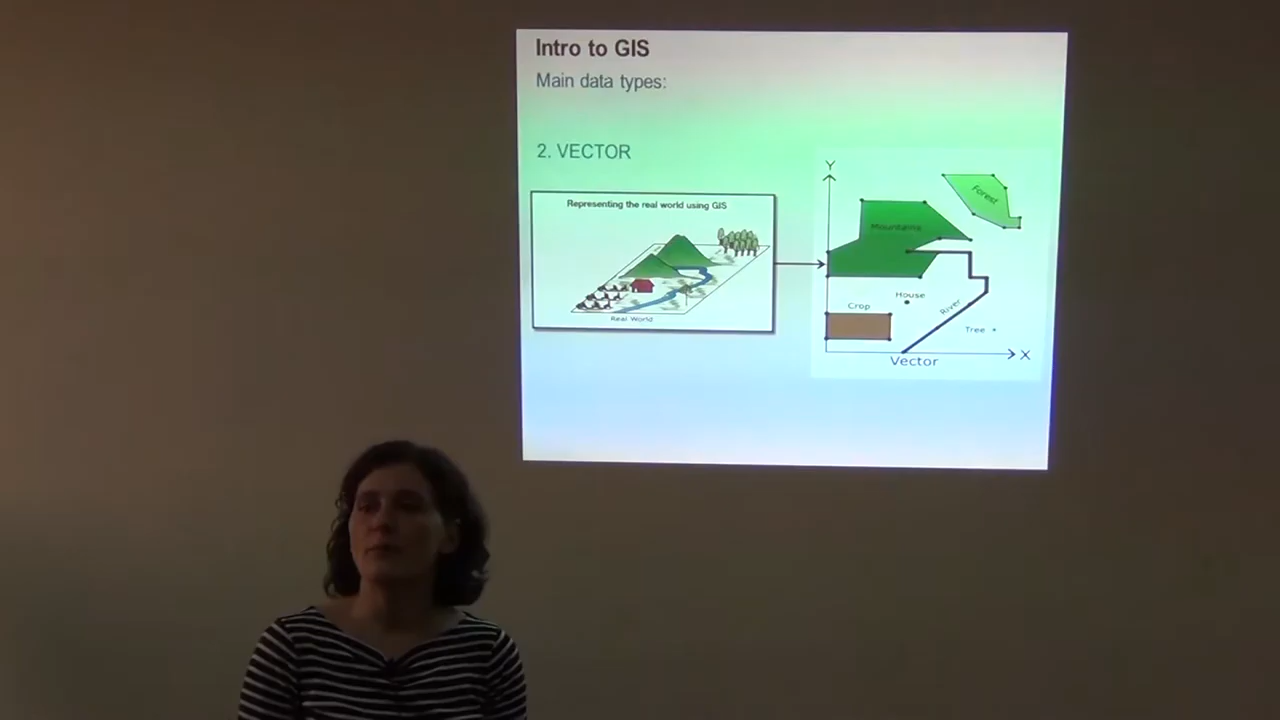 Intro to GIS
Main data types:
2. VECTOR
Representing the real world using GIS
Real World
Y
Forest
Mountains
House
Crop
River
Tree
X
Vector